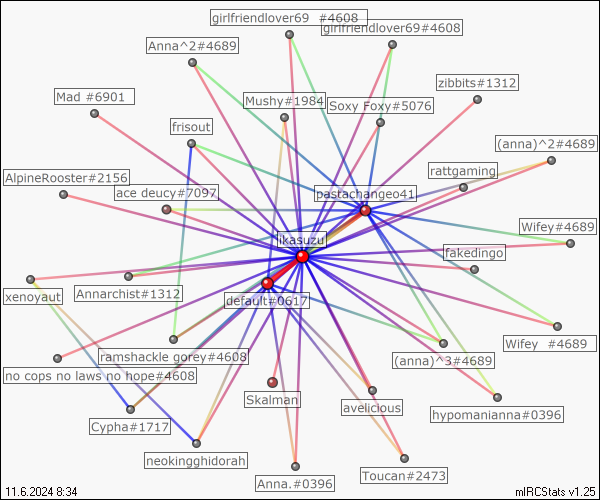 girlfriendlover69 #4608
girlfriendlover69#4608
Anna^2#4689
zibbits#1312
Mad #6901
Mushy#1984
Soxy Foxy#5076
frisout
(anna)^2#4689
rattgaming
AlpineRooster#2156
ace deucy#7097
pastachangeo41
Wifey#4689
ikasuzu
fakedingo
xenoyaut
Annarchist#1312
default#0617
Wifey #4689
ramshackle gorey#4608
(anna)^3#4689
no cops no laws no hope#4608
Skalman
avelicious
hypomanianna#0396
Cypha#1717
neokingghidorah
Anna.#0396
Toucan#2473
11.6.2024 8:34
mIRCStats v1.25